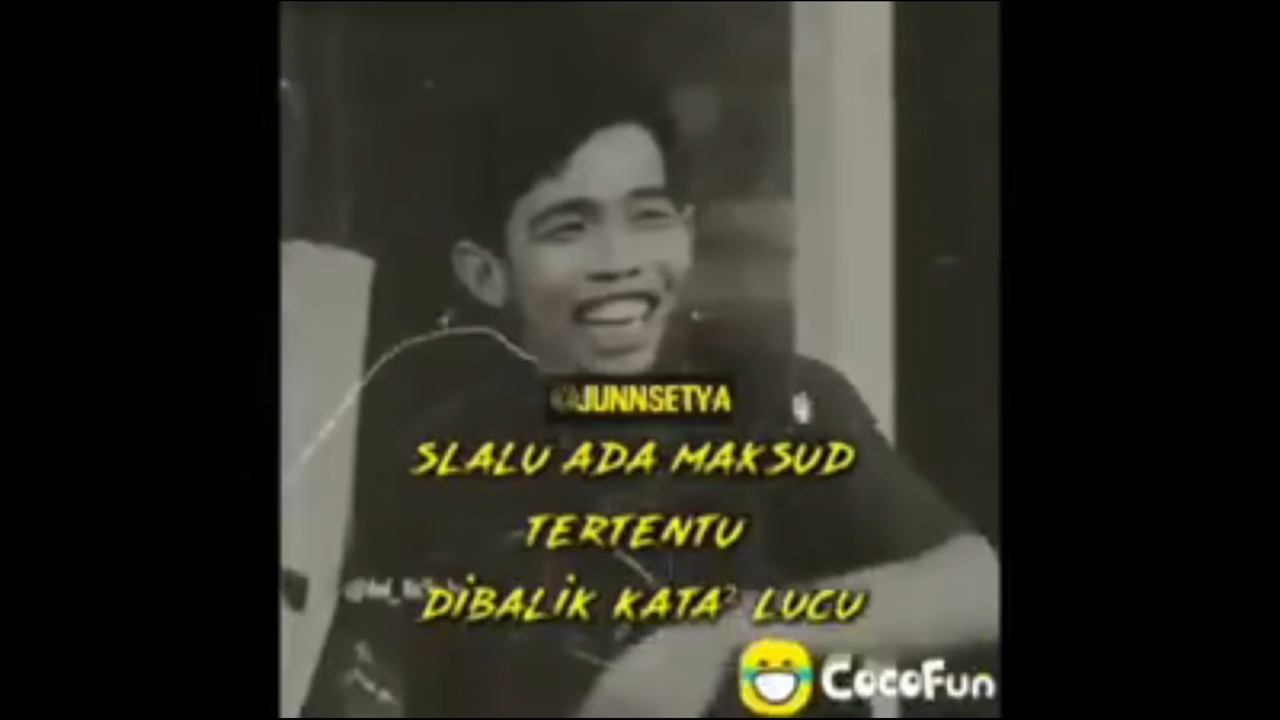 @JUNNSETYA
SLALU ADA MAKSUD
TERTENTU
DIBALIK KATA² LUCU
CocoFun